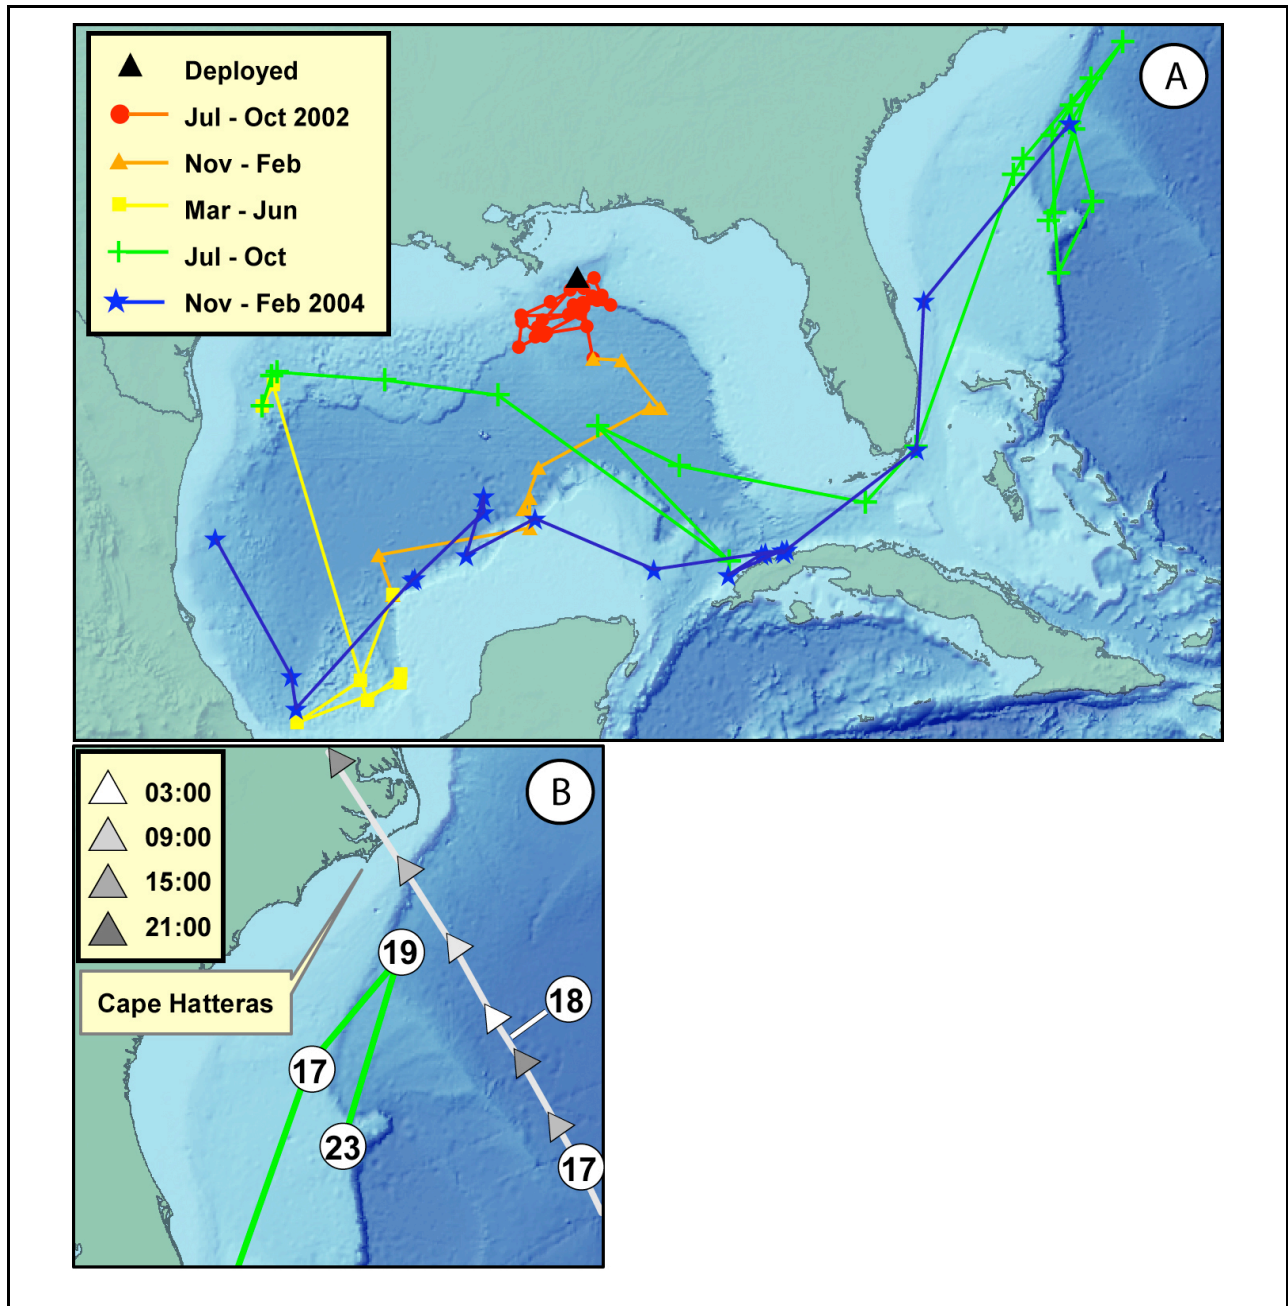 A
Deployed
Jul - Oct 2002
Nov - Feb
Mar - Jun
Jul - Oct
Nov - Feb 2004
B
03:00
09:00
15:00
21:00
19
Cape Hatteras
18
17
23
17